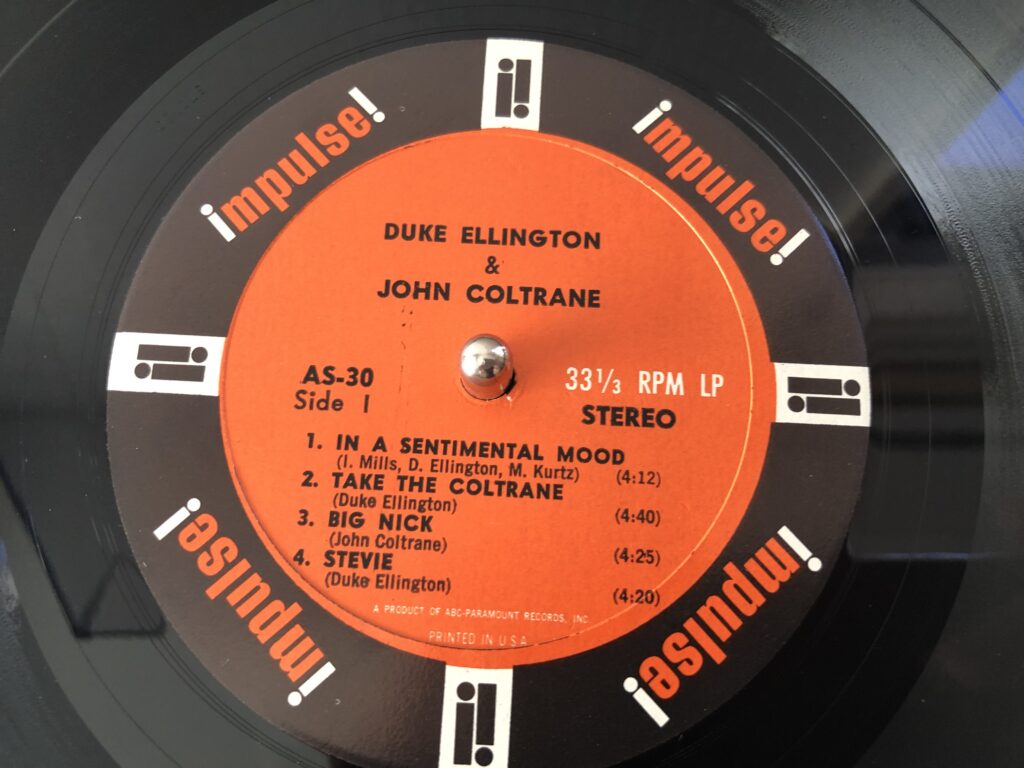 impulse!
impulse!
DUKE ELLINGTON
&
JOHN COLTRANE
AS-30
Side 1
33 1/3 RPM LP
STEREO
1. IN A SENTIMENTAL MOOD
(I. Mills, D. Ellington, M. Kurtz) (4:12)
2. TAKE THE COLTRANE
(Duke Ellington) (4:40)
3. BIG NICK
(John Coltrane) (4:25)
4. STEVIE
(Duke Ellington) (4:20)
A PRODUCT OF ABC-PARAMOUNT RECORDS, INC.
PRINTED IN U.S.A.
impulse!
impulse!